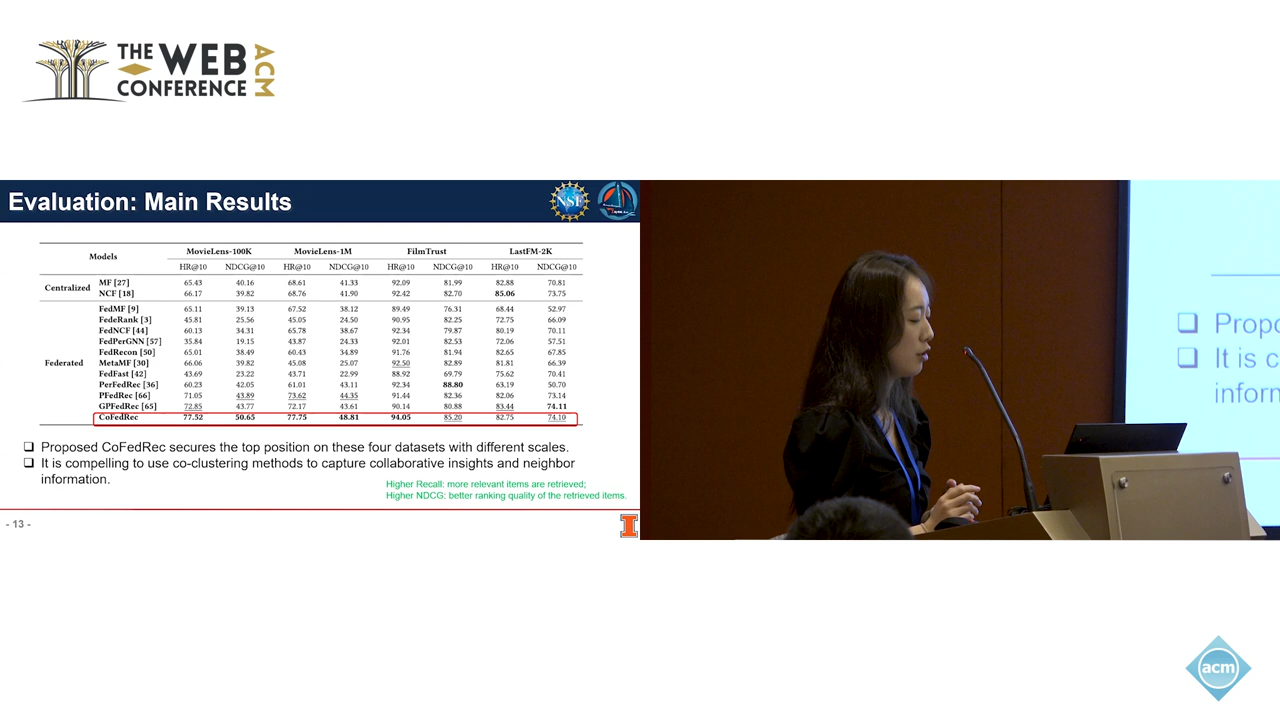 THE WEB
CONFERENCE
ACM
Evaluation: Main Results
NSF
Models MovieLens-100K MovieLens-1M FilmTrust LastFM-2K
HR@10 NDCG@10 HR@10 NDCG@10 HR@10 NDCG@10 HR@10 NDCG@10
Centralized
MF [27] 65.43 40.16 68.61 41.33 92.09 81.99 82.88 70.81
NCF [18] 66.17 39.82 68.76 41.90 92.42 82.70 85.06 73.75
Federated
FedMF [9] 65.11 39.13 67.52 38.12 89.49 76.31 68.44 52.97
FedeRank [3] 45.81 25.56 45.05 24.50 90.95 82.25 72.75 66.09
FedNCF [44] 60.13 34.31 65.78 38.67 92.34 79.87 80.19 70.11
FedPerGNN [57] 35.84 19.15 43.87 24.33 92.01 82.53 72.06 57.51
FedRecon [50] 65.01 38.49 60.43 34.89 91.76 81.94 82.65 67.85
MetaMF [30] 66.06 39.82 45.08 25.07 92.50 82.89 81.81 66.39
FedFast [42] 43.69 23.22 43.71 22.99 88.92 69.79 75.62 70.41
PerFedRec [36] 60.23 42.05 61.01 43.11 92.34 88.80 63.19 50.70
PFedRec [66] 71.05 43.89 73.62 44.35 91.44 82.36 82.06 73.14
GPFedRec [65] 72.85 43.77 72.17 43.61 90.14 80.88 83.44 74.11
CoFedRec 77.52 50.65 77.75 48.81 94.05 85.20 82.75 74.10
❑ Proposed CoFedRec secures the top position on these four datasets with different scales.
❑ It is compelling to use co-clustering methods to capture collaborative insights and neighbor
information.
Higher Recall: more relevant items are retrieved;
Higher NDCG: better ranking quality of the retrieved items.
- 13 -
❑ Propo
❑ It is c
inforn
acm